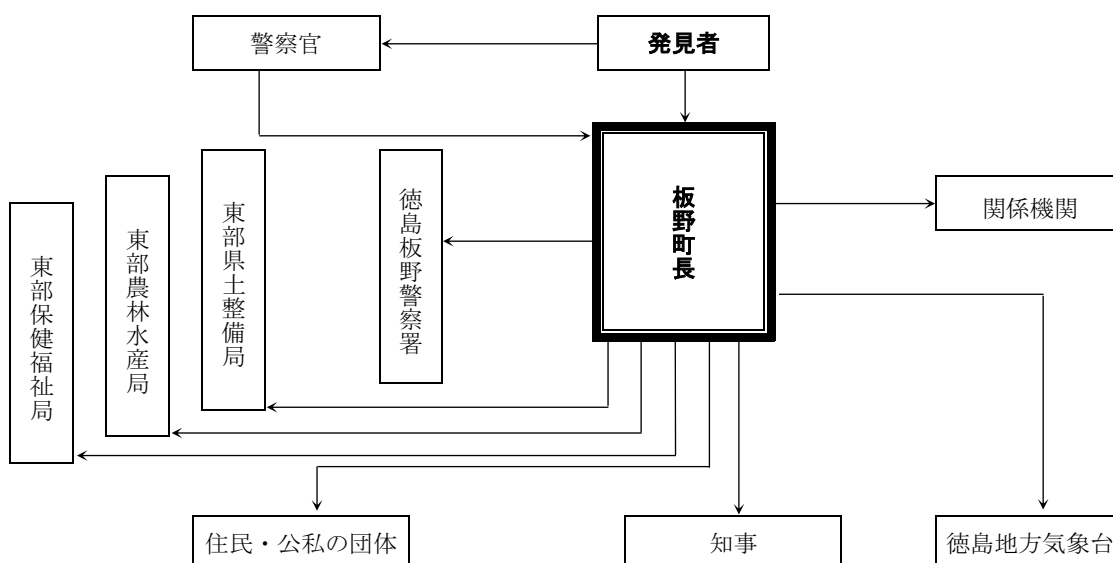 警察官
発見者
板野町長
関係機関
徳島板野警察署
東部県土整備局
東部農林水産局
東部保健福祉局
住民・公私の団体
知事
徳島地方気象台